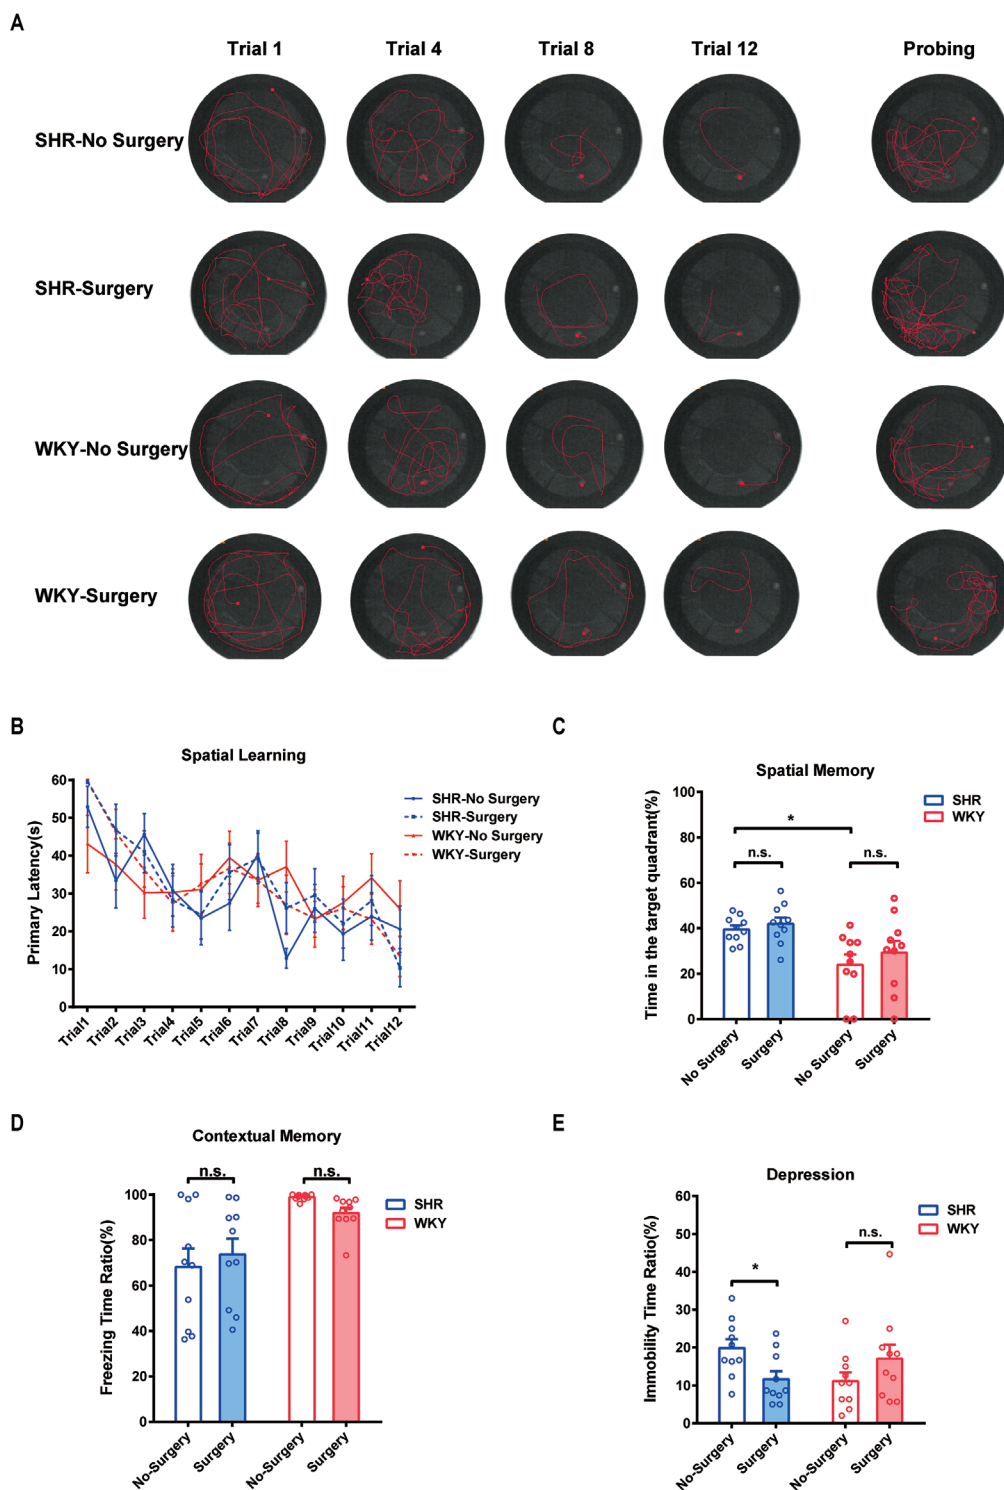 A
Trial 1 Trial 4 Trial 8 Trial 12 Probing
SHR-No Surgery
SHR-Surgery
WKY-No Surgery
WKY-Surgery
B
Spatial Learning
Primary Latency(s)
60
50
40
30
20
10
0
Trial1 Trial2 Trial3 Trial4 Trial5 Trial6 Trial7 Trial8 Trial9 Trial10 Trial11 Trial12
SHR-No Surgery
SHR-Surgery
WKY-No Surgery
WKY-Surgery
C
Spatial Memory
Time in the target quadrant(%)
100
80
60
40
20
0
*
n.s. n.s.
SHR
WKY
No Surgery Surgery No Surgery Surgery
D
Contextual Memory
Freezing Time Ratio(%)
100
80
60
40
20
0
n.s. n.s.
SHR
WKY
No-Surgery Surgery No-Surgery Surgery
E
Depression
Immobility Time Ratio(%)
60
50
40
30
20
10
0
* n.s.
SHR
WKY
No-Surgery Surgery No-Surgery Surgery